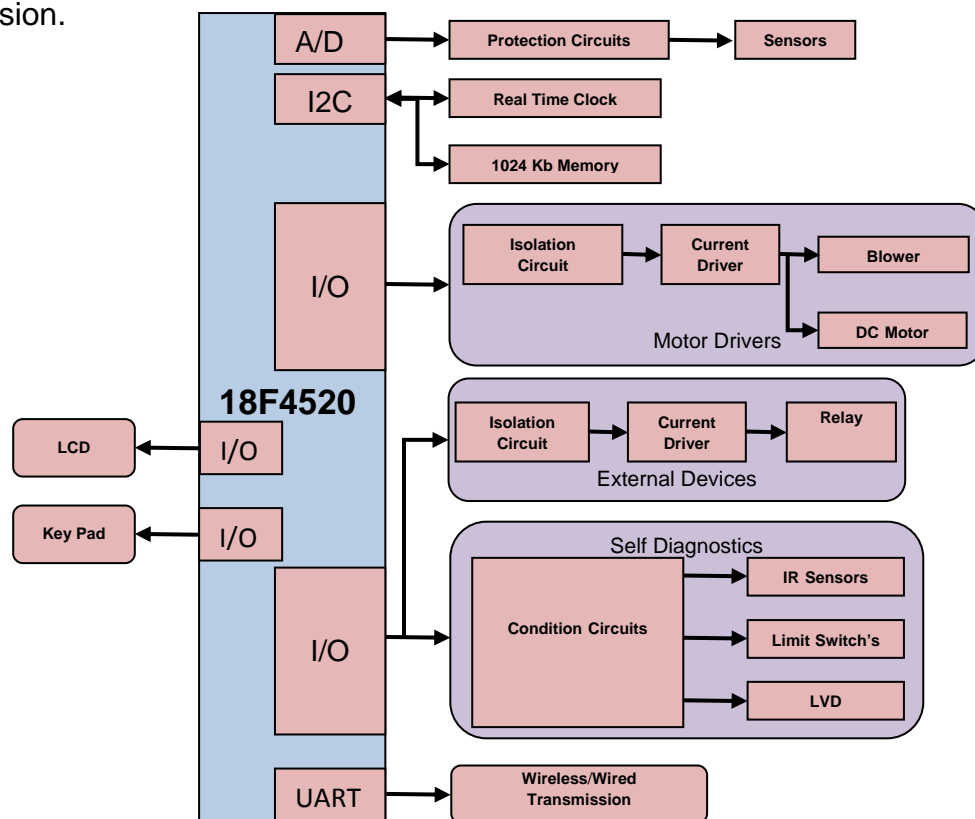 sion.
A/D
Protection Circuits
Sensors
I2C
Real Time Clock
1024 Kb Memory
I/O
Isolation
Circuit
Current
Driver
Blower
DC Motor
Motor Drivers
18F4520
LCD
I/O
Isolation
Circuit
Current
Driver
Relay
External Devices
Key Pad
I/O
Self Diagnostics
I/O
Condition Circuits
IR Sensors
Limit Switch's
LVD
UART
Wireless/Wired
Transmission